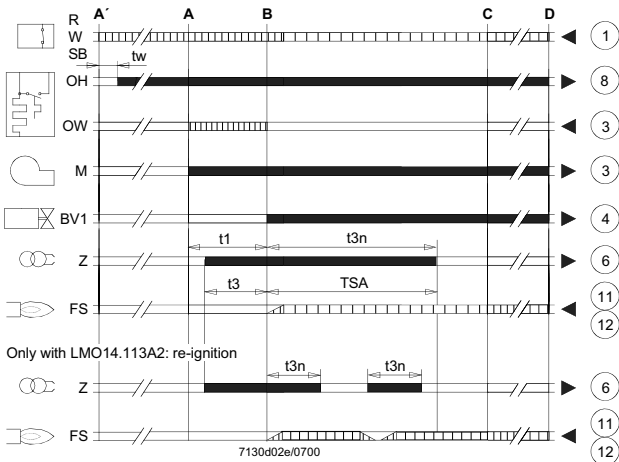 A´ A B C D
R
W 1
SB tw
OH 8
OW 3
M 3
BV1 4
t1 t3n
Z 6
t3 TSA
FS 11
12
Only with LMO14.113A2: re-ignition
t3n t3n
Z 6
FS 11
12
7130d02e/0700